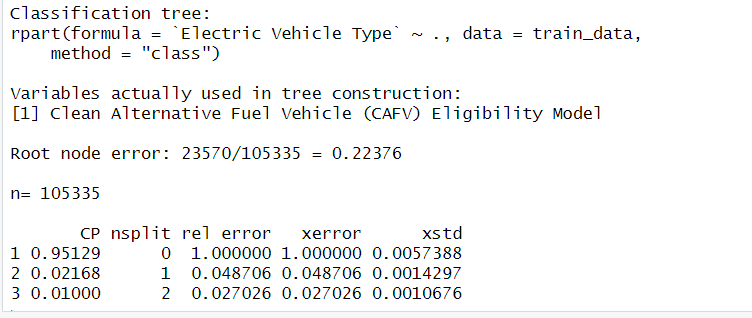 Classification tree:
rpart(formula = `Electric Vehicle Type` ~ ., data = train_data,
    method = "class")

Variables actually used in tree construction:
[1] Clean Alternative Fuel Vehicle (CAFV) Eligibility Model

Root node error: 23570/105335 = 0.22376

n= 105335

       CP nsplit rel error   xerror      xstd
1 0.95129      0  1.000000 1.000000 0.0057388
2 0.02168      1  0.048706 0.048706 0.0014297
3 0.01000      2  0.027026 0.027026 0.0010676